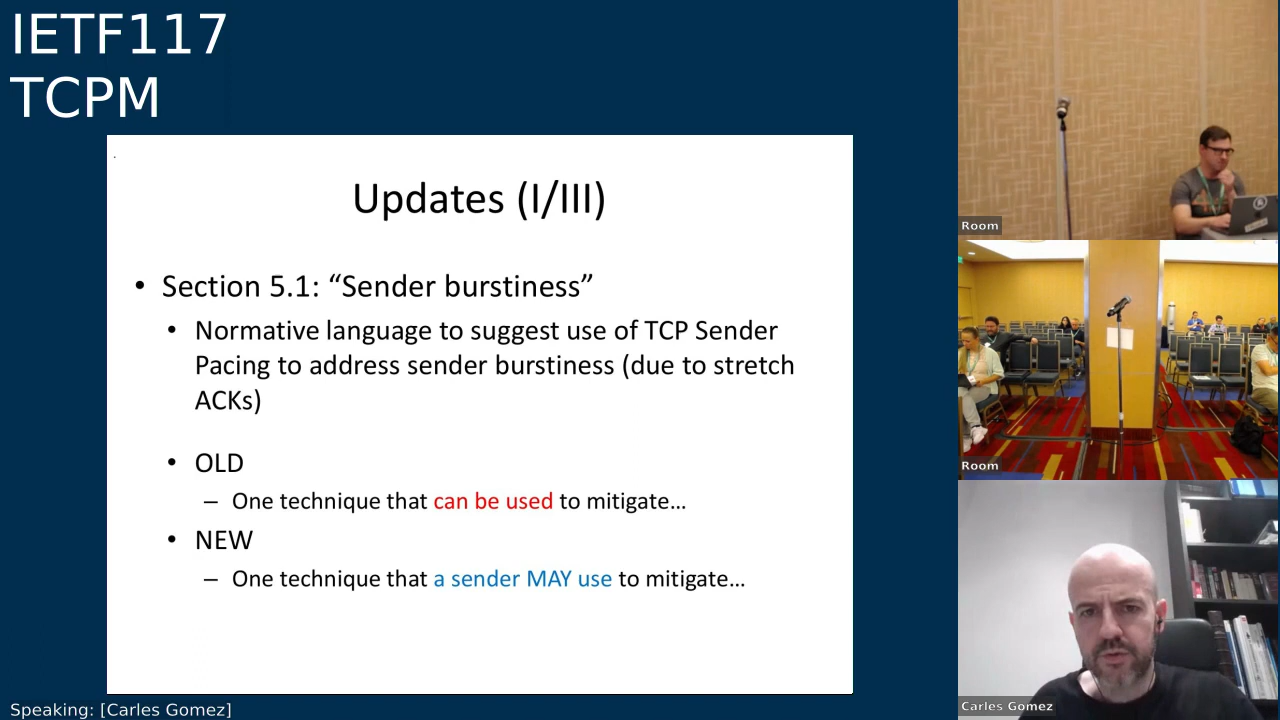 IETF117
TCPM
Updates (I/III)
• Section 5.1: “Sender burstiness”
• Normative language to suggest use of TCP Sender
Pacing to address sender burstiness (due to stretch
ACKs)
• OLD
– One technique that can be used to mitigate…
• NEW
– One technique that a sender MAY use to mitigate…
Room
Room
Carles Gomez
Speaking: [Carles Gomez]